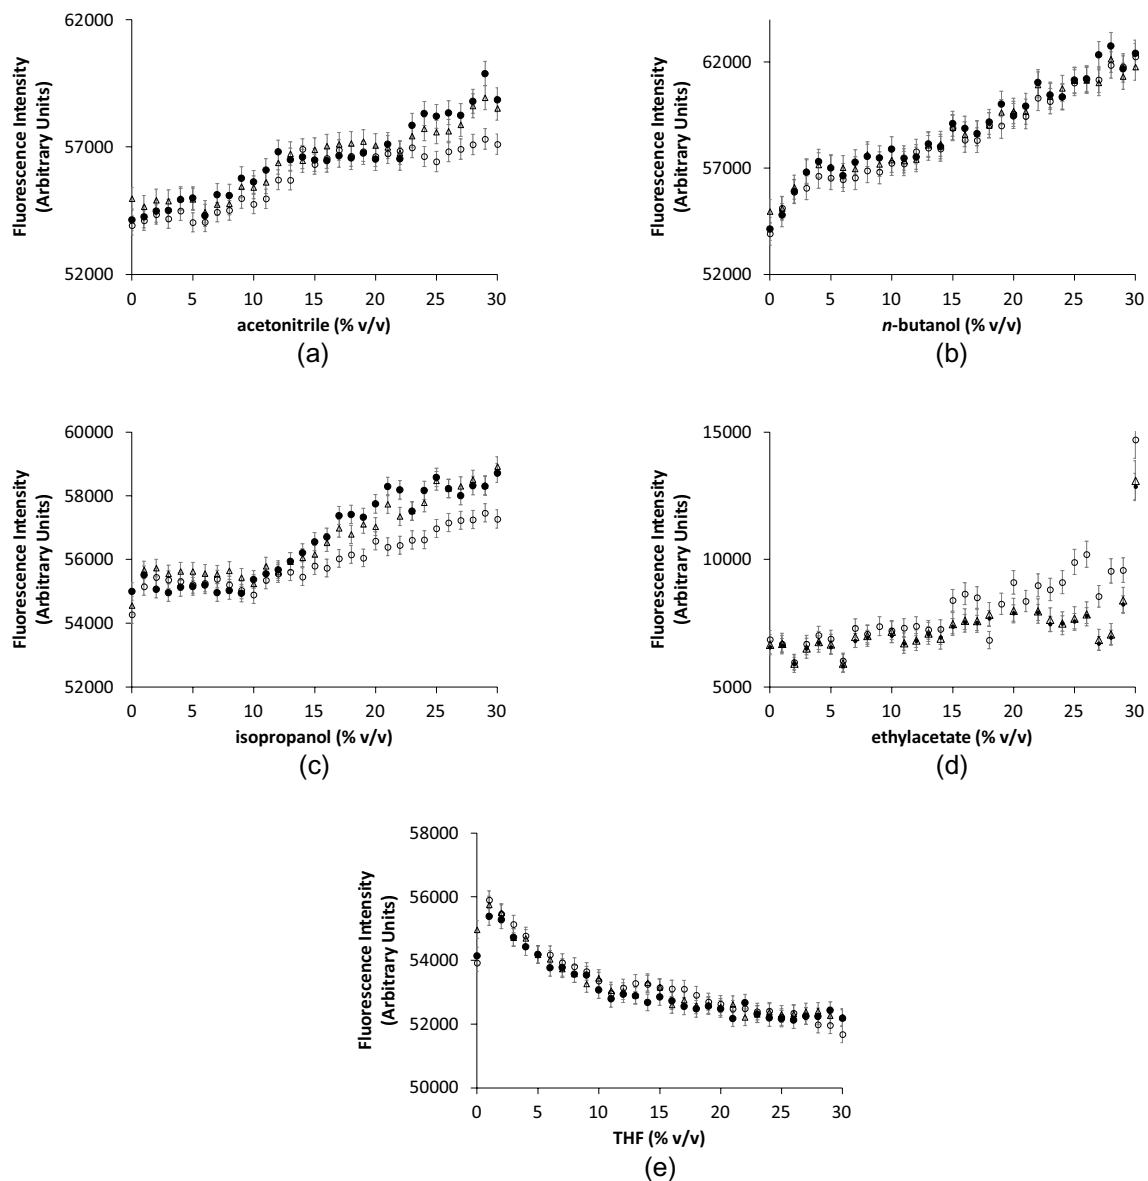 Fluorescence Intensity
(Arbitrary Units)
62000
57000
52000
0 5 10 15 20 25 30
acetonitrile (% v/v)
(a)
Fluorescence Intensity
(Arbitrary Units)
62000
57000
52000
0 5 10 15 20 25 30
n-butanol (% v/v)
(b)
Fluorescence Intensity
(Arbitrary Units)
60000
58000
56000
54000
52000
0 5 10 15 20 25 30
isopropanol (% v/v)
(c)
Fluorescence Intensity
(Arbitrary Units)
15000
10000
5000
0 5 10 15 20 25 30
ethylacetate (% v/v)
(d)
Fluorescence Intensity
(Arbitrary Units)
58000
56000
54000
52000
50000
0 5 10 15 20 25 30
THF (% v/v)
(e)